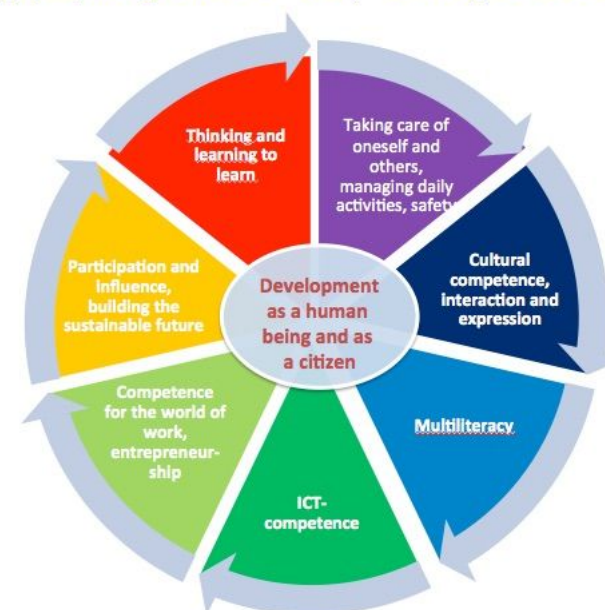 Thinking and
learning to
learn
Taking care of
oneself and
others,
managing daily
activities, safety
Cultural
competence,
interaction and
expression
Multiliteracy
ICT-
competence
Competence
for the world of
work,
entrepreneur-
ship
Participation and
influence,
building the
sustainable future
Development
as a human
being and as
a citizen